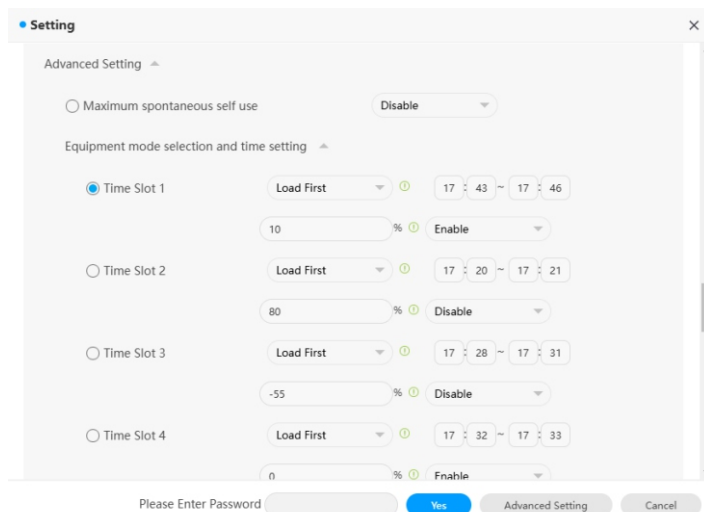 Setting
Advanced Setting
Maximum spontaneous self use Disable
Equipment mode selection and time setting
Time Slot 1 Load First 17 : 43 ~ 17 : 46
10 % Enable
Time Slot 2 Load First 17 : 20 ~ 17 : 21
80 % Disable
Time Slot 3 Load First 17 : 28 ~ 17 : 31
-55 % Disable
Time Slot 4 Load First 17 : 32 ~ 17 : 33
0 % Enable
Please Enter Password Yes Advanced Setting Cancel